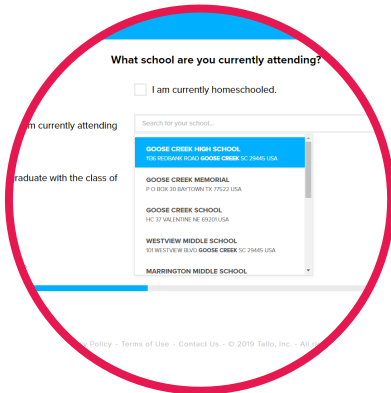 What school are you currently attending?
I am currently homeschooled.
m currently attending
Search for your school...
GOOSE CREEK HIGH SCHOOL
1136 REDBANK ROAD GOOSE CREEK SC 29445 USA
raduate with the class of
GOOSE CREEK MEMORIAL
P O BOX 30 BAYTOWN TX 77522 USA
GOOSE CREEK SCHOOL
HC 37 VALENTINE NE 69201 USA
WESTVIEW MIDDLE SCHOOL
101 WESTVIEW BLVD GOOSE CREEK SC 29445 USA
MARRINGTON MIDDLE SCHOOL
y Policy - Terms of Use - Contact Us - © 2019 Tallo, Inc. - All